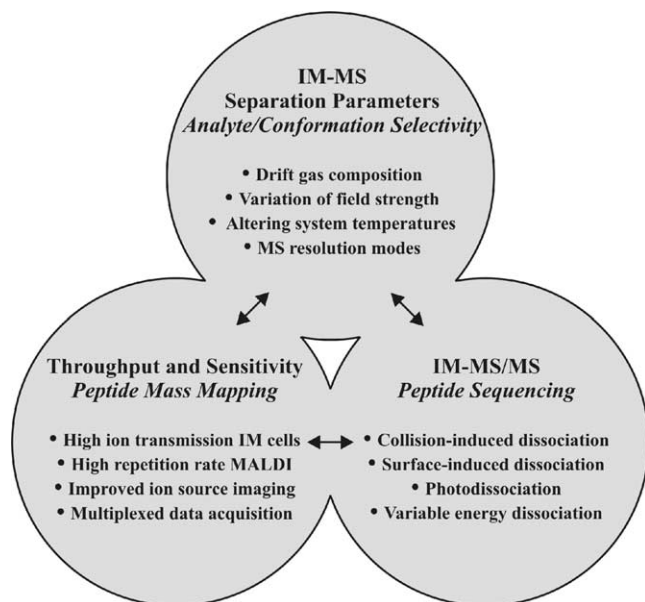 IM-MS
Separation Parameters
Analyte/Conformation Selectivity
• Drift gas composition
• Variation of field strength
• Altering system temperatures
• MS resolution modes
Throughput and Sensitivity
Peptide Mass Mapping
• High ion transmission IM cells
• High repetition rate MALDI
• Improved ion source imaging
• Multiplexed data acquisition
IM-MS/MS
Peptide Sequencing
• Collision-induced dissociation
• Surface-induced dissociation
• Photodissociation
• Variable energy dissociation